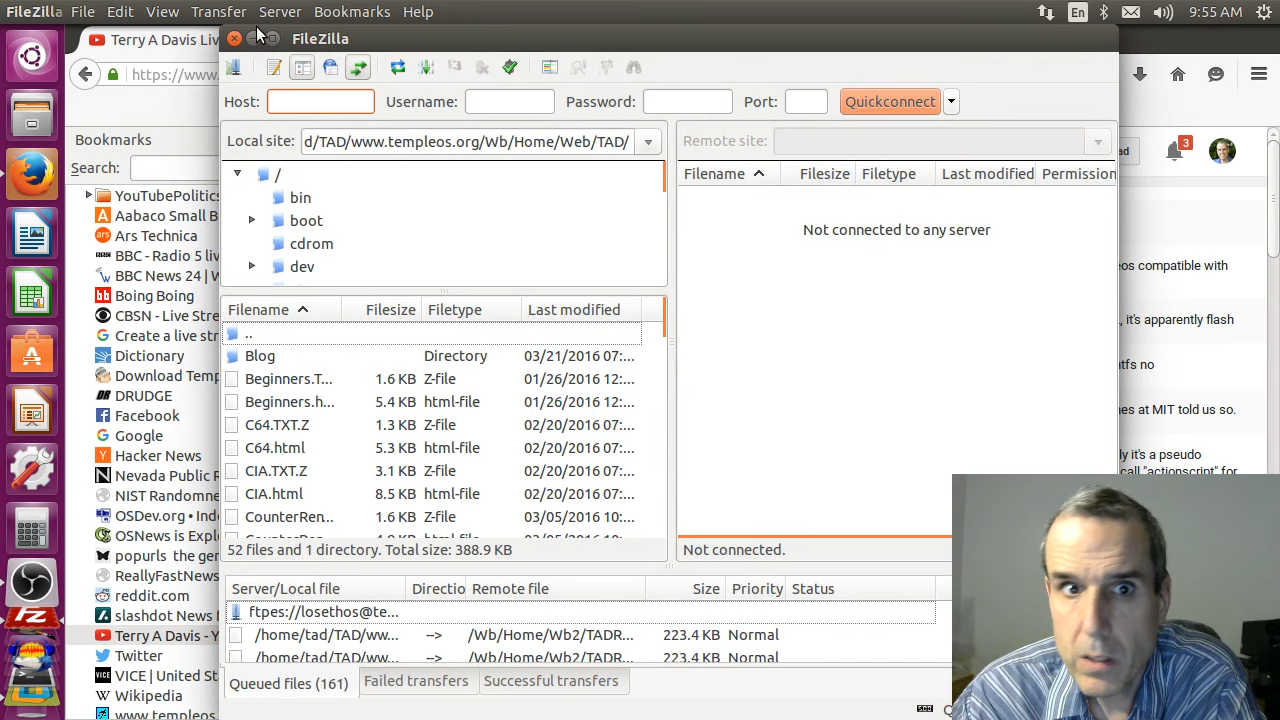 FileZilla File Edit View Transfer Server Bookmarks Help En 9:55 AM
Terry A Davis Liv
FileZilla
https://www.
Host: Username: Password: Port: Quickconnect
Bookmarks
Search:
YouTubePolitics
Aabaco Small B
Ars Technica
BBC - Radio 5 live
BBC News 24 | W
Boing Boing
CBSN - Live Stre
Create a live str
Dictionary
Download Temp
DRUDGE
Facebook
Google
Hacker News
Nevada Public R
NIST Randomne
OSDev.org • Inde
OSNews is Explo
popurls the gen
ReallyFastNews
reddit.com
slashdot News f
Terry A Davis - Y
Twitter
VICE | United St
Wikipedia
www.templeos
Local site: d/TAD/www.templeos.org/Wb/Home/Web/TAD/
/
bin
boot
cdrom
dev
Filename Filesize Filetype Last modified
..
Blog Directory 03/21/2016 07:...
Beginners.T... 1.6 KB Z-file 01/26/2016 12:...
Beginners.h... 5.4 KB html-file 01/26/2016 12:...
C64.TXT.Z 1.3 KB Z-file 02/20/2016 07:...
C64.html 5.3 KB html-file 02/20/2016 07:...
CIA.TXT.Z 3.1 KB Z-file 02/20/2016 07:...
CIA.html 8.5 KB html-file 02/20/2016 07:...
CounterRen... 1.6 KB Z-file 03/05/2016 10:...
52 files and 1 directory. Total size: 388.9 KB
Remote site:
Filename Filesize Filetype Last modified Permission
Not connected to any server
Not connected.
ad 3
os compatible with
, it's apparently flash
ntfs no
nes at MIT told us so.
ly it's a pseudo
call "actionscript" for
Server/Local file Directio Remote file Size Priority Status
ftpes://losethos@te...
/home/tad/TAD/ww... --> /Wb/Home/Wb2/TADR... 223.4 KB Normal
/home/tad/TAD/ww... --> /Wb/Home/Wb2/TADR... 223.4 KB Normal
Queued files (161) Failed transfers Successful transfers